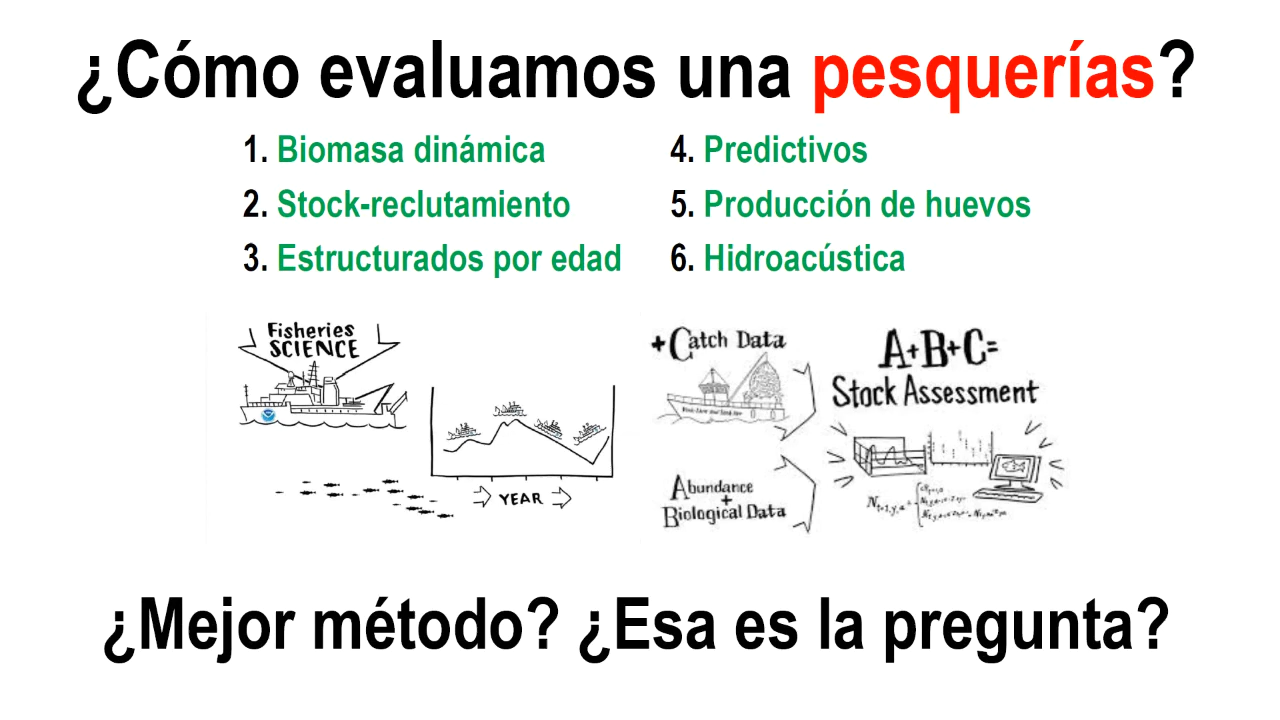 ¿Cómo evaluamos una pesquerías?
1. Biomasa dinámica
2. Stock-reclutamiento
3. Estructurados por edad
4. Predictivos
5. Producción de huevos
6. Hidroacústica
Fisheries
SCIENCE
YEAR
+Catch Data
Abundance
+
Biological Data
A+B+C=
Stock Assessment
¿Mejor método? ¿Esa es la pregunta?